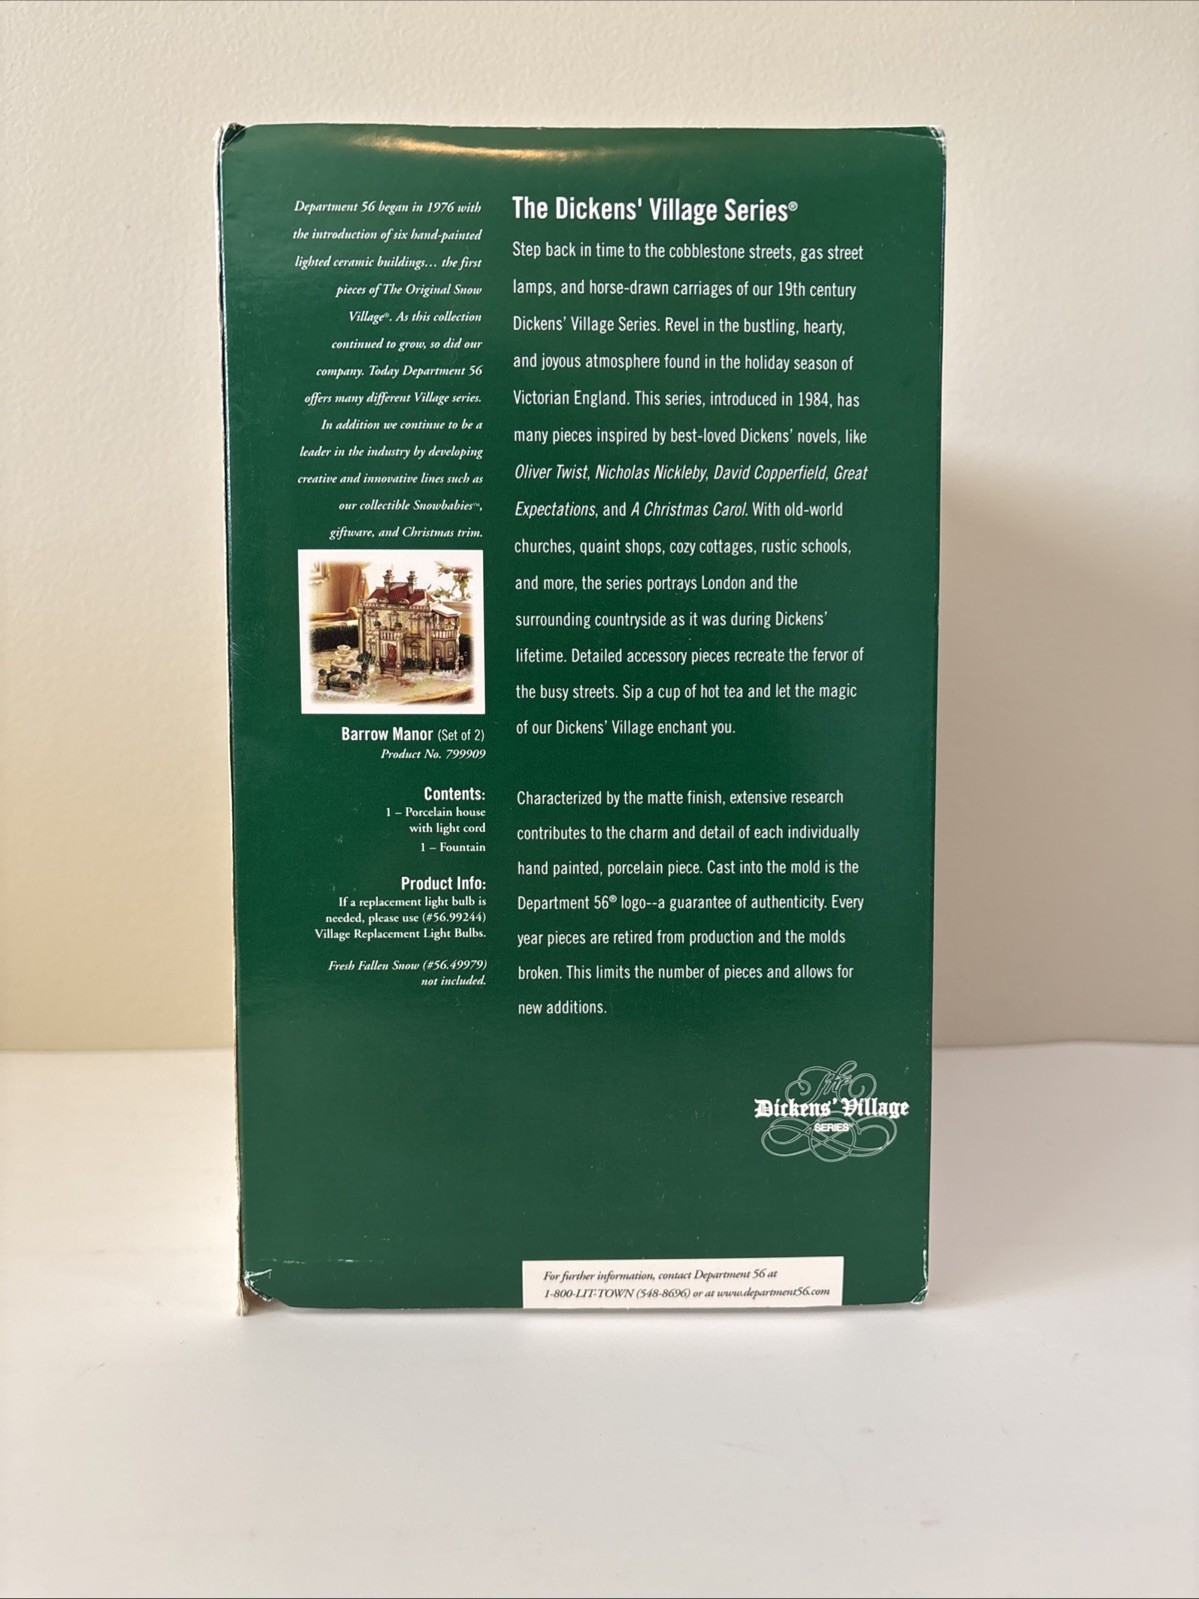 Department 56 began in 1976 with
the introduction of six hand-painted
lighted ceramic buildings... the first
pieces of The Original Snow
Village®. As this collection
continued to grow, so did our
company. Today Department 56
offers many different Village series.
In addition we continue to be a
leader in the industry by developing
creative and innovative lines such as
our collectible Snowbabies™,
giftware, and Christmas trim.
Barrow Manor (Set of 2)
Product No. 799909
Contents:
1 – Porcelain house
with light cord
1 – Fountain
Product Info:
If a replacement light bulb is
needed, please use (#56.99244)
Village Replacement Light Bulbs.
Fresh Fallen Snow (#56.49979)
not included.
The Dickens' Village Series®
Step back in time to the cobblestone streets, gas street
lamps, and horse-drawn carriages of our 19th century
Dickens' Village Series. Revel in the bustling, hearty,
and joyous atmosphere found in the holiday season of
Victorian England. This series, introduced in 1984, has
many pieces inspired by best-loved Dickens' novels, like
Oliver Twist, Nicholas Nickleby, David Copperfield, Great
Expectations, and A Christmas Carol. With old-world
churches, quaint shops, cozy cottages, rustic schools,
and more, the series portrays London and the
surrounding countryside as it was during Dickens'
lifetime. Detailed accessory pieces recreate the fervor of
the busy streets. Sip a cup of hot tea and let the magic
of our Dickens' Village enchant you.
Characterized by the matte finish, extensive research
contributes to the charm and detail of each individually
hand painted, porcelain piece. Cast into the mold is the
Department 56® logo--a guarantee of authenticity. Every
year pieces are retired from production and the molds
broken. This limits the number of pieces and allows for
new additions.
The
Dickens' Village
SERIES
For further information, contact Department 56 at
1-800-LIT-TOWN (548-8696) or at www.department56.com